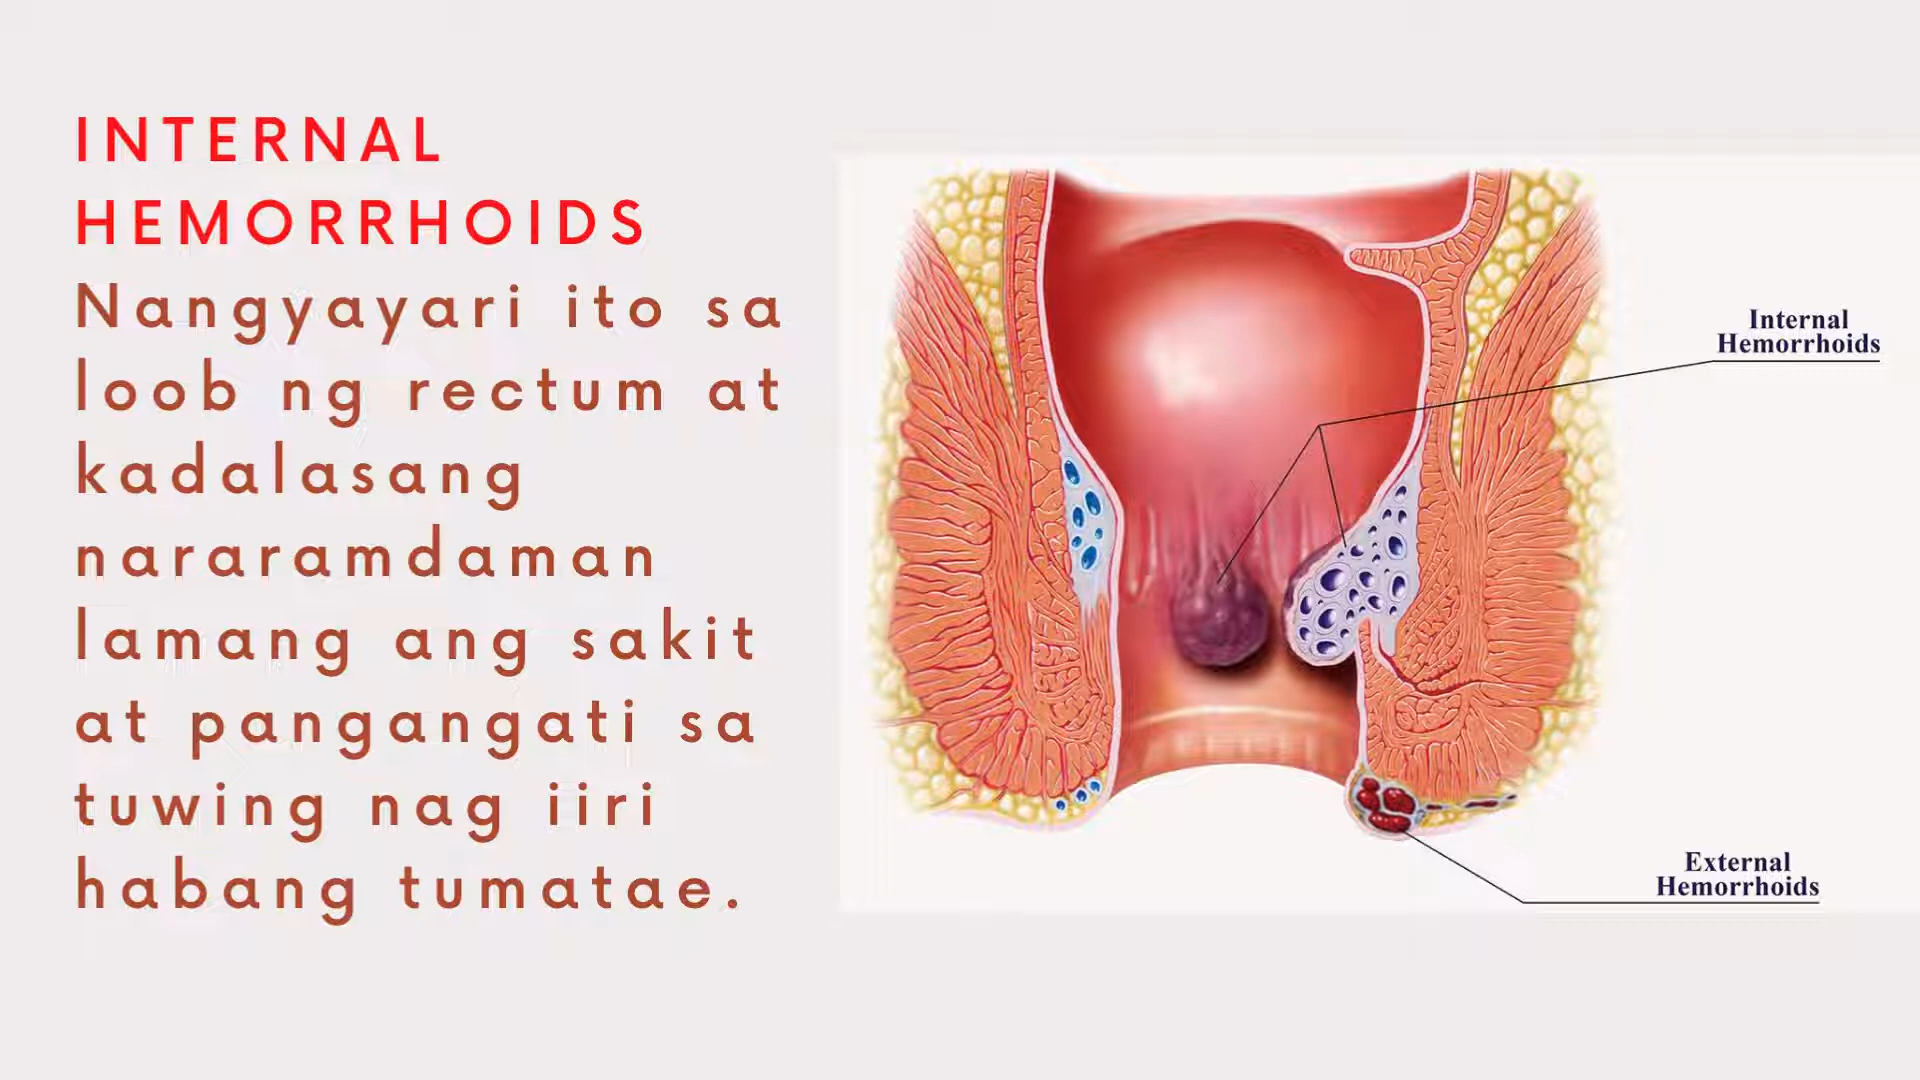 INTERNAL
HEMORRHOIDS
Nangyayari ito sa
loob ng rectum at
kadalasang
nararamdaman
lamang ang sakit
at pangangati sa
tuwing nag iiri
habang tumatae.
Internal
Hemorrhoids
External
Hemorrhoids